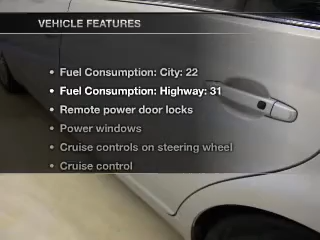 VEHICLE FEATURES
• Fuel Consumption: City: 22
• Fuel Consumption: Highway: 31
• Remote power door locks
• Power windows
• Cruise controls on steering wheel
• Cruise control